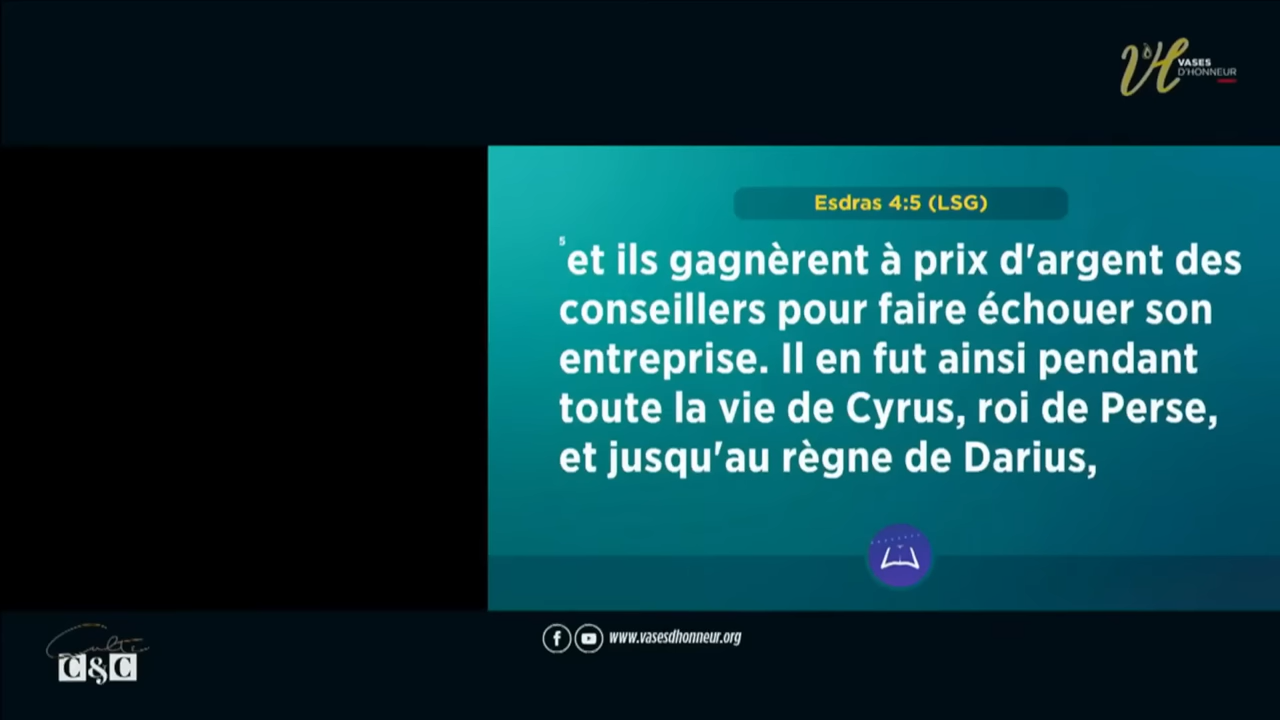 VH VASES
D'HONNEUR
Esdras 4:5 (LSG)
5 et ils gagnèrent à prix d'argent des
conseillers pour faire échouer son
entreprise. Il en fut ainsi pendant
toute la vie de Cyrus, roi de Perse,
et jusqu'au règne de Darius,
Culte
C&C
www.vasesdhonneur.org